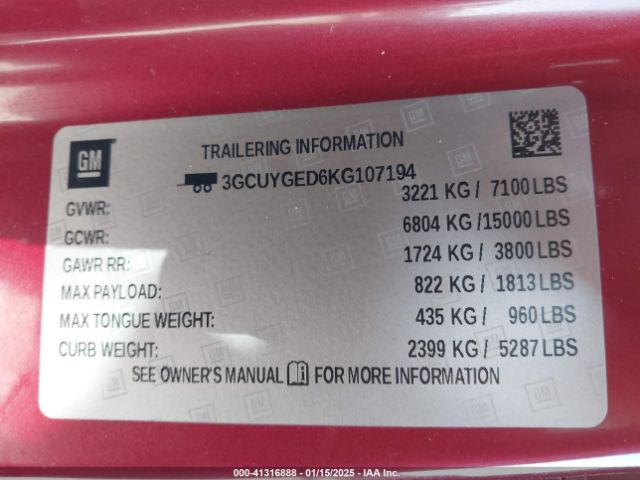 GM
TRAILERING INFORMATION
3GCUYGED6KG107194
GVWR: 3221 KG / 7100 LBS
GCWR: 6804 KG / 15000 LBS
GAWR RR: 1724 KG / 3800 LBS
MAX PAYLOAD: 822 KG / 1813 LBS
MAX TONGUE WEIGHT: 435 KG / 960 LBS
CURB WEIGHT: 2399 KG / 5287 LBS
SEE OWNER'S MANUAL FOR MORE INFORMATION
00-41316888 - 01/15/2025 - IAA Inc.